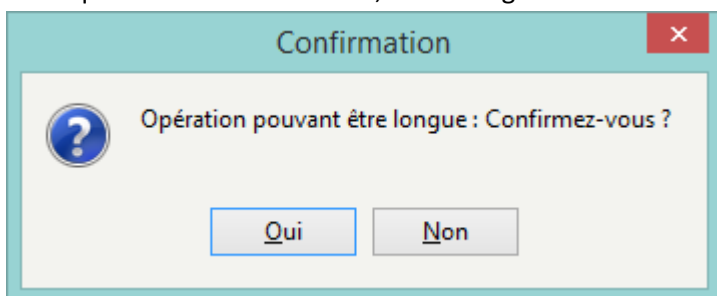 Confirmation
Opération pouvant être longue : Confirmez-vous ?
Oui Non